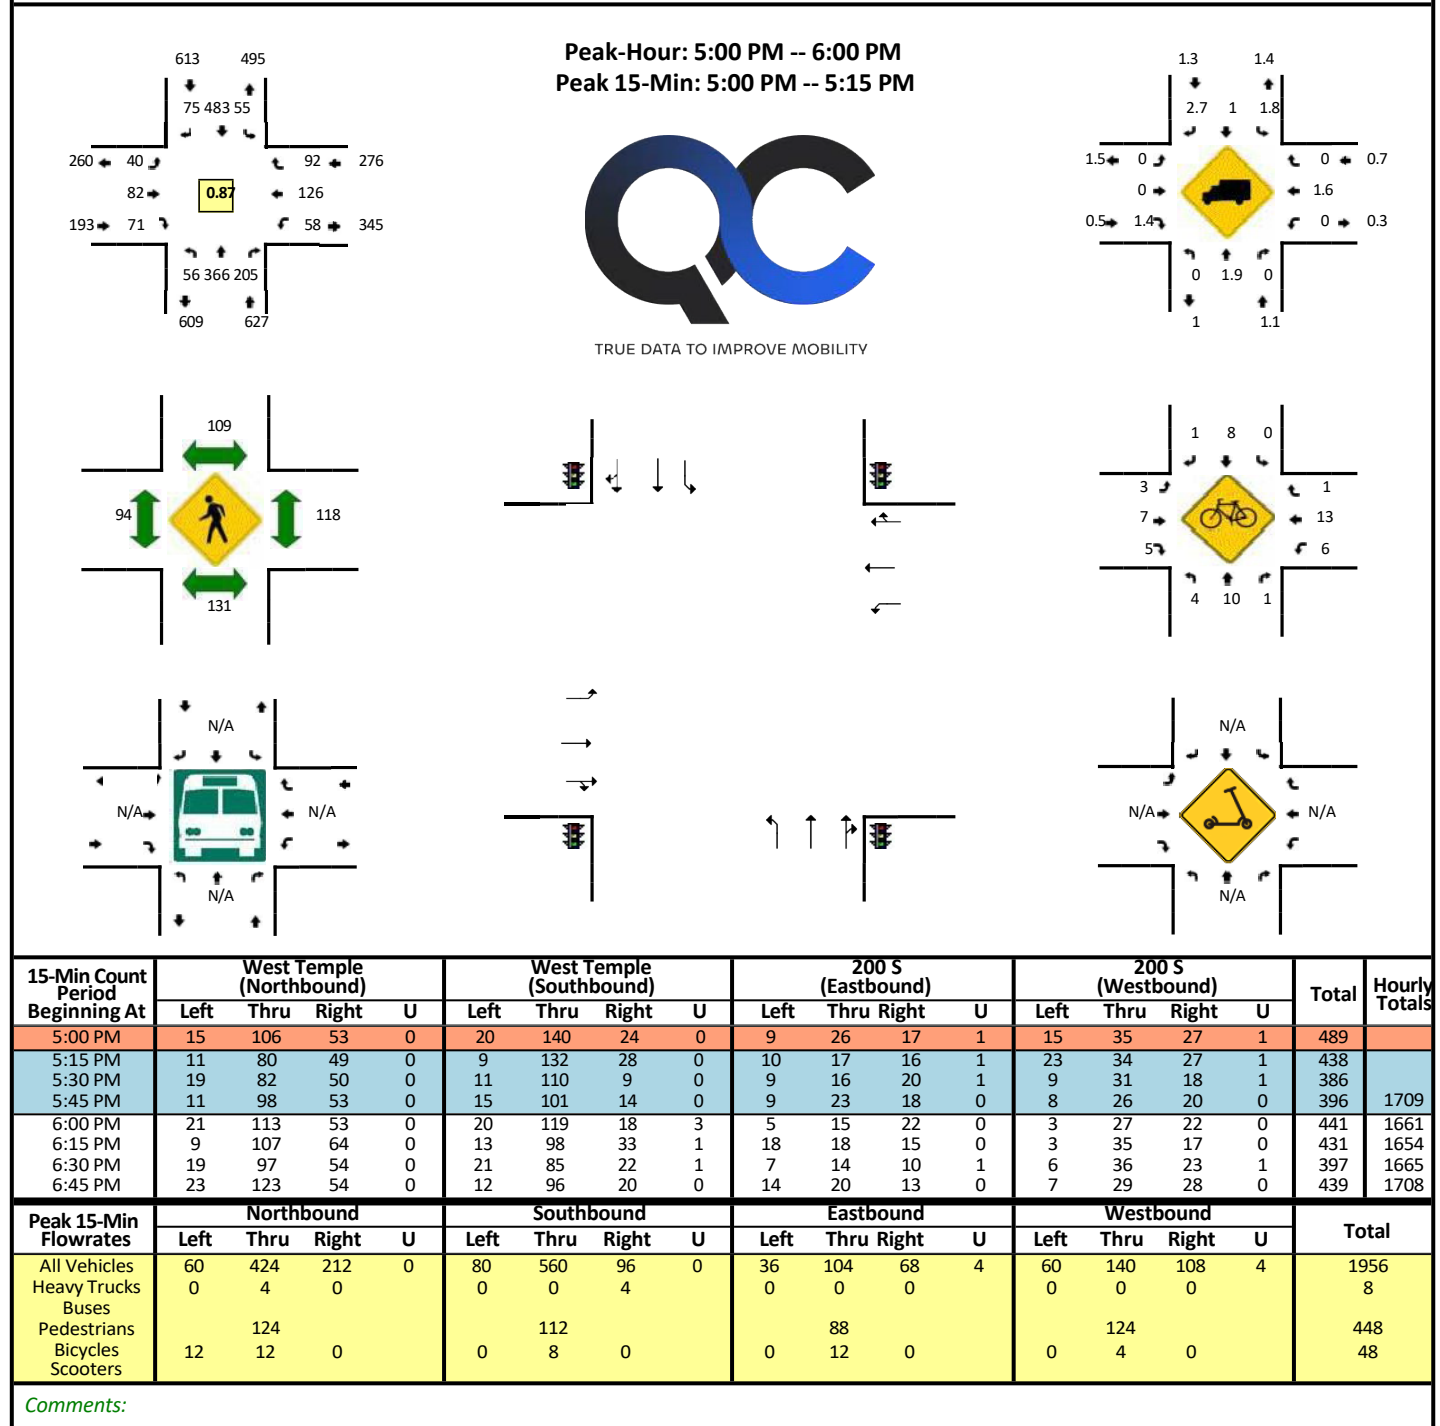 Peak-Hour: 5:00 PM -- 6:00 PM
Peak 15-Min: 5:00 PM -- 5:15 PM
613 495
75 483 55
260 40 92 276
82 0.87 126
193 71 58 345
56 366 205
609 627
QC
TRUE DATA TO IMPROVE MOBILITY
1.3 1.4
2.7 1 1.8
1.5 0 0 0.7
0 1.6
0.5 1.4 0 0.3
0 1.9 0
1 1.1
109
94 118
131
1 8 0
3 1
7 13
5 6
4 10 1
N/A
N/A N/A
N/A
N/A
N/A N/A
N/A
15-Min Count Period Beginning At West Temple (Northbound) West Temple (Southbound) 200 S (Eastbound) 200 S (Westbound) Total Hourly Totals
Left Thru Right U Left Thru Right U Left Thru Right U Left Thru Right U
5:00 PM 15 106 53 0 20 140 24 0 9 26 17 1 15 35 27 1 489
5:15 PM 11 80 49 0 9 132 28 0 10 17 16 1 23 34 27 1 438
5:30 PM 19 82 50 0 11 110 9 0 9 16 20 1 9 31 18 1 386
5:45 PM 11 98 53 0 15 101 14 0 9 23 18 0 8 26 20 0 396 1709
6:00 PM 21 113 53 0 20 119 18 3 5 15 22 0 3 27 22 0 441 1661
6:15 PM 9 107 64 0 13 98 33 1 18 18 15 0 3 35 17 0 431 1654
6:30 PM 19 97 54 0 21 85 22 1 7 14 10 1 6 36 23 1 397 1665
6:45 PM 23 123 54 0 12 96 20 0 14 20 13 0 7 29 28 0 439 1708
Peak 15-Min Flowrates Northbound Southbound Eastbound Westbound Total
Left Thru Right U Left Thru Right U Left Thru Right U Left Thru Right U
All Vehicles 60 424 212 0 80 560 96 0 36 104 68 4 60 140 108 4 1956
Heavy Trucks 0 4 0 0 0 4 0 0 0 0 0 0 8
Buses
Pedestrians 124 112 88 124 448
Bicycles 12 12 0 0 8 0 0 12 0 0 4 0 48
Scooters
Comments: